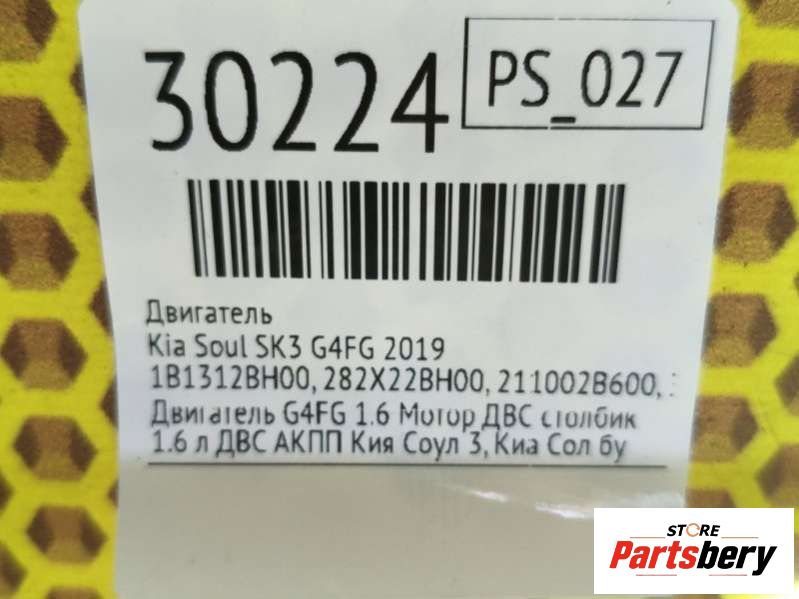 30224
PS_027
Двигатель
Kia Soul SK3 G4FG 2019
1B1312BH00, 282X22BH00, 211002B600,
Двигатель G4FG 1.6 Мотор ДВС столбик
1.6 л ДВС АКПП Кия Соул 3, Киа Сол бу
STORE
Partsbery